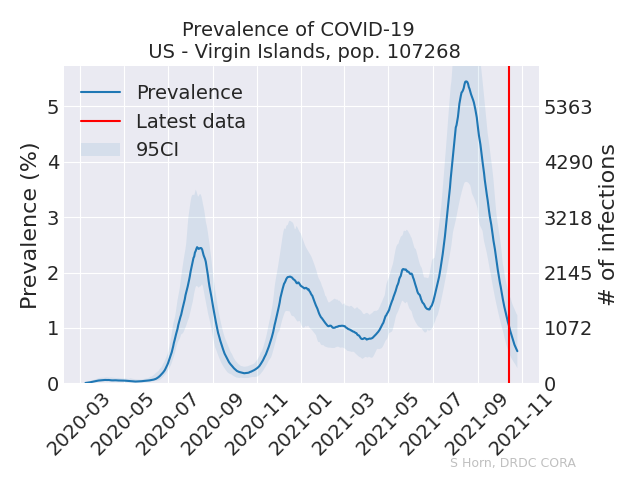 Prevalence of COVID-19
US - Virgin Islands, pop. 107268
Prevalence (%)
5
4
3
2
1
0
Prevalence
Latest data
95CI
5363
4290
3218
2145
1072
0
# of infections
2020-03
2020-05
2020-07
2020-09
2020-11
2021-01
2021-03
2021-05
2021-07
2021-09
2021-11
S Horn, DRDC CORA